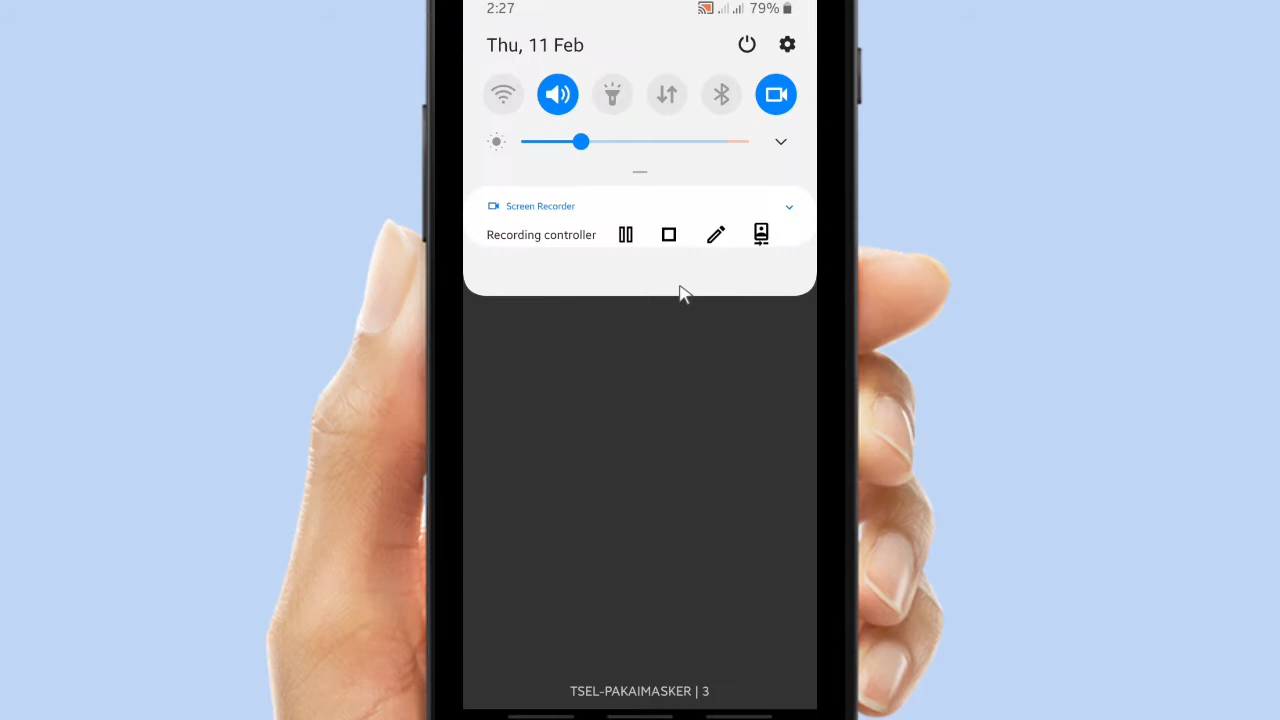 2:27 79%
Thu, 11 Feb
Screen Recorder
Recording controller
TSEL-PAKAIMASKER | 3